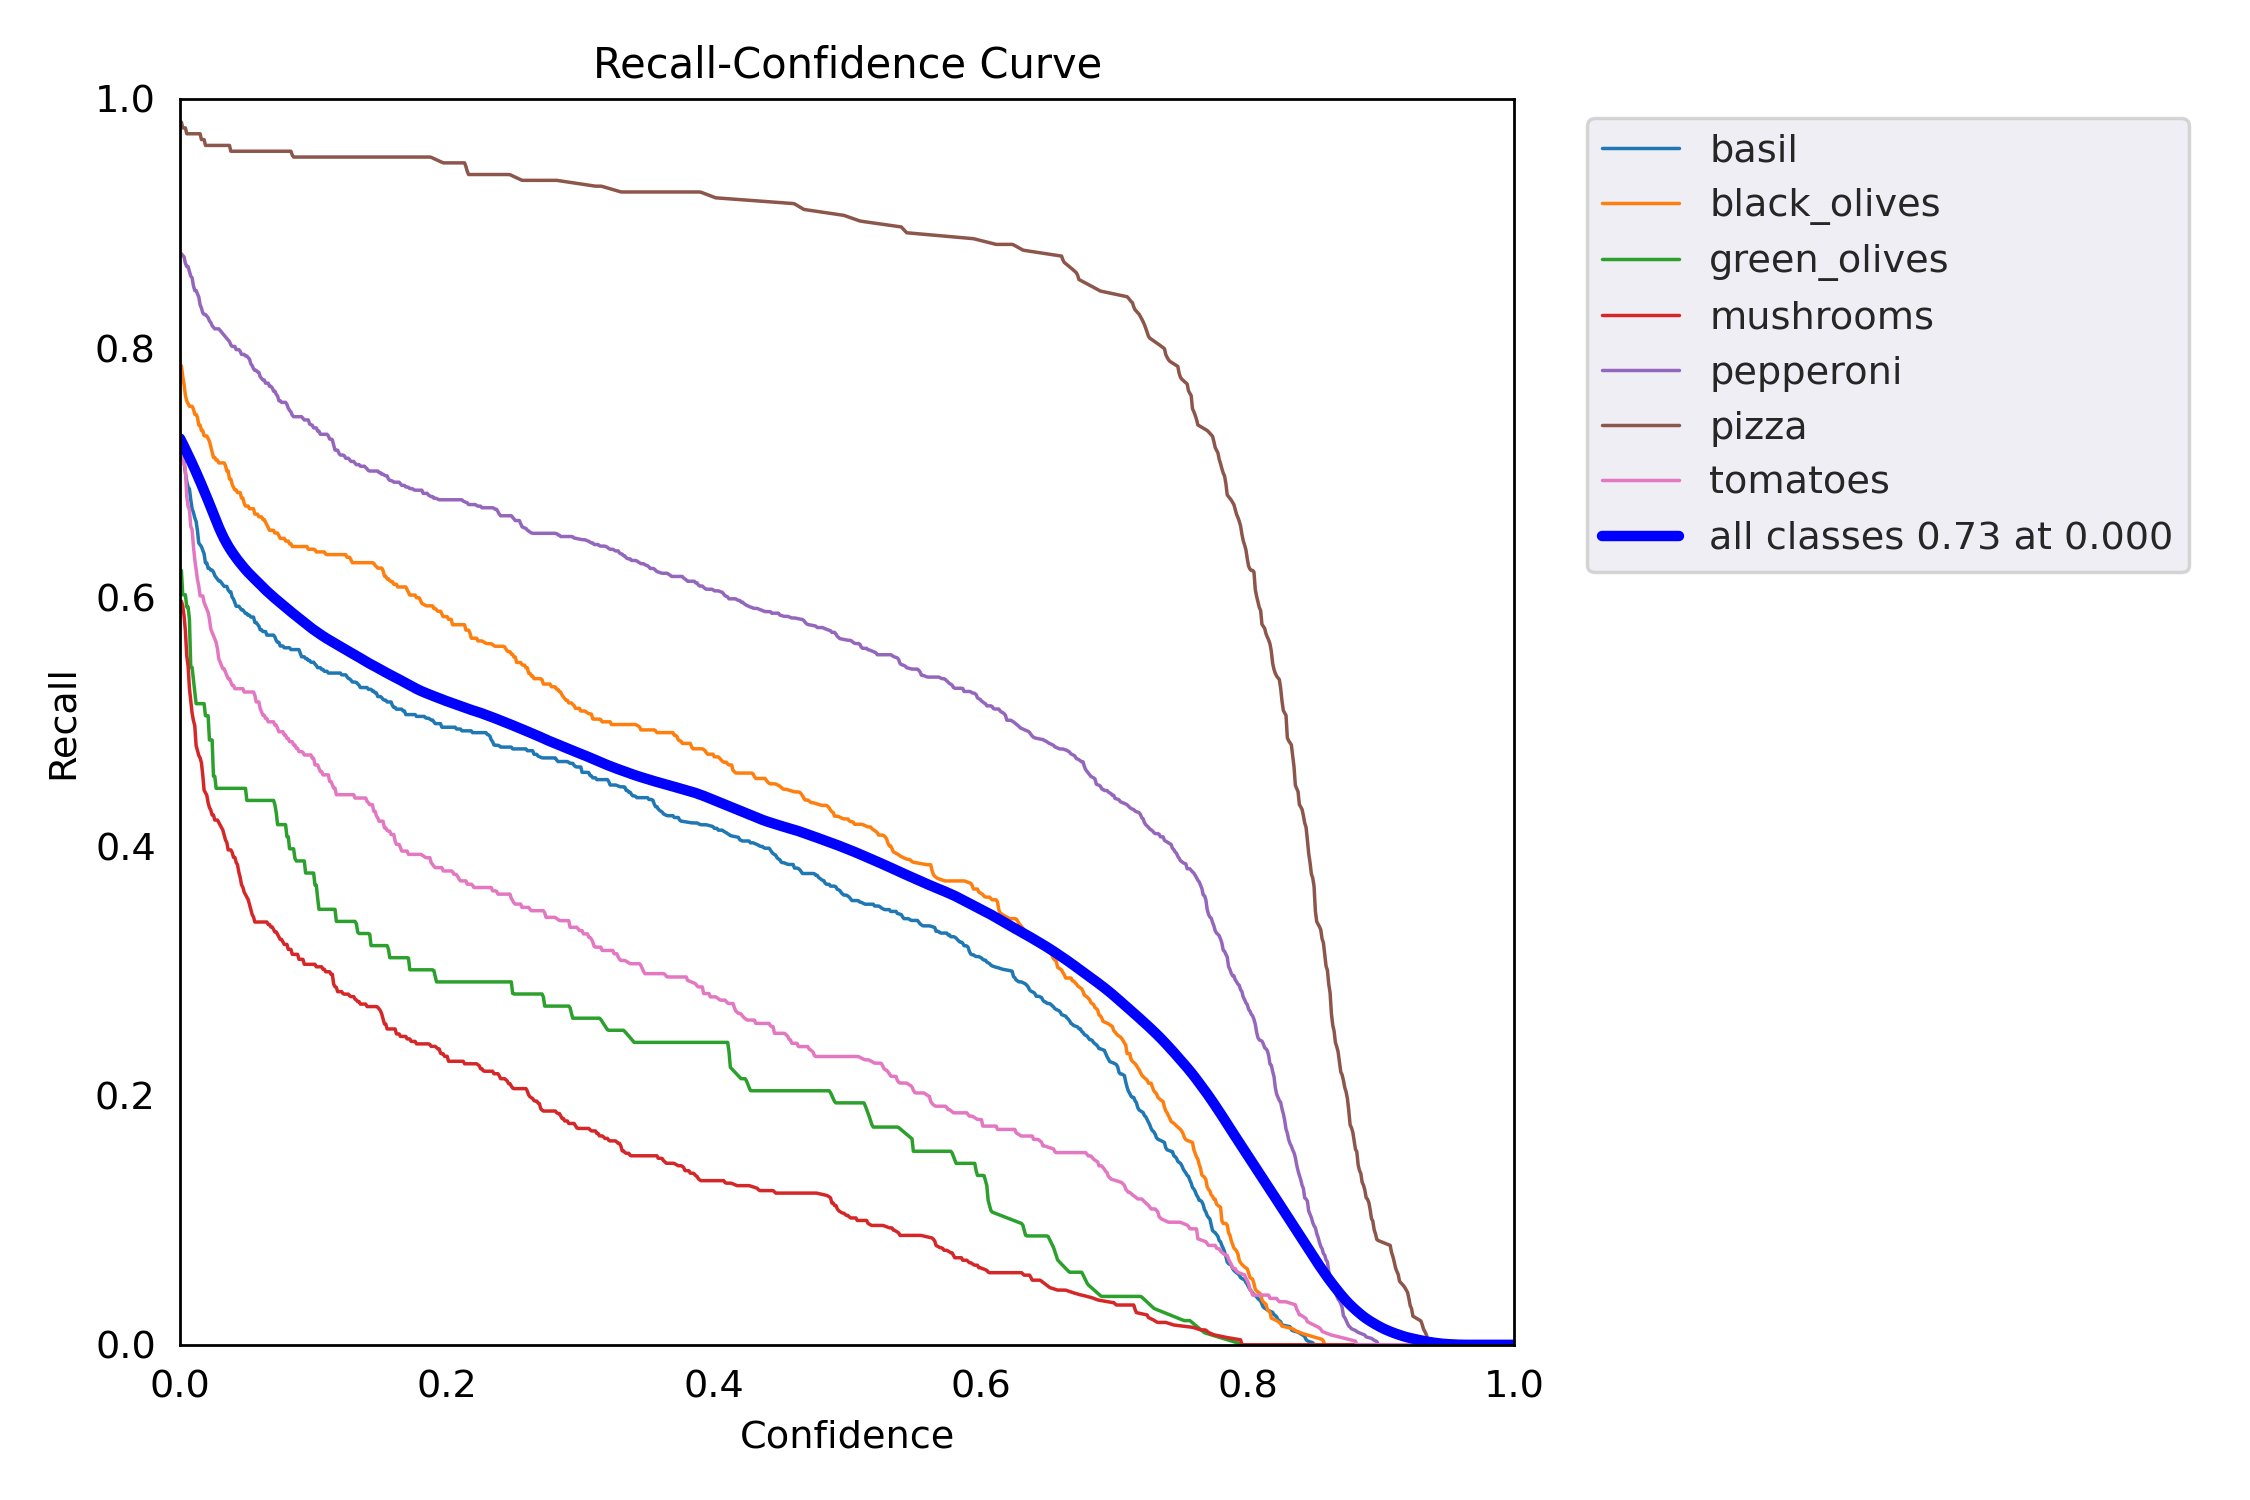 Recall-Confidence Curve
1.0
0.8
0.6
0.4
0.2
0.0
Recall
0.0 0.2 0.4 0.6 0.8 1.0
Confidence
basil
black_olives
green_olives
mushrooms
pepperoni
pizza
tomatoes
all classes 0.73 at 0.000